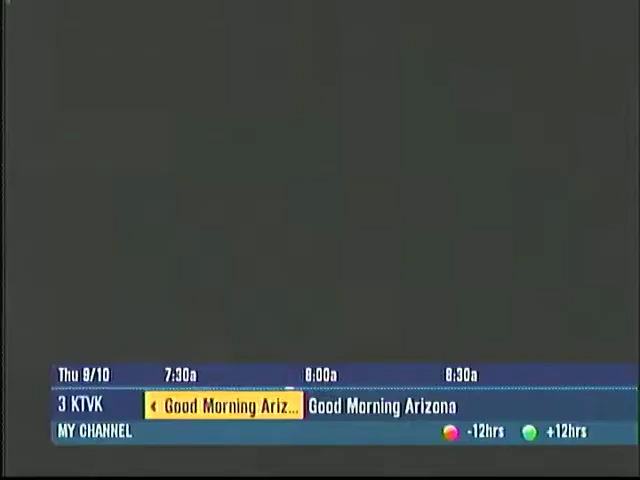 Thu 9/10 7:30a 8:00a 8:30a
3 KTVK Good Morning Ariz... Good Morning Arizona
MY CHANNEL -12hrs +12hrs